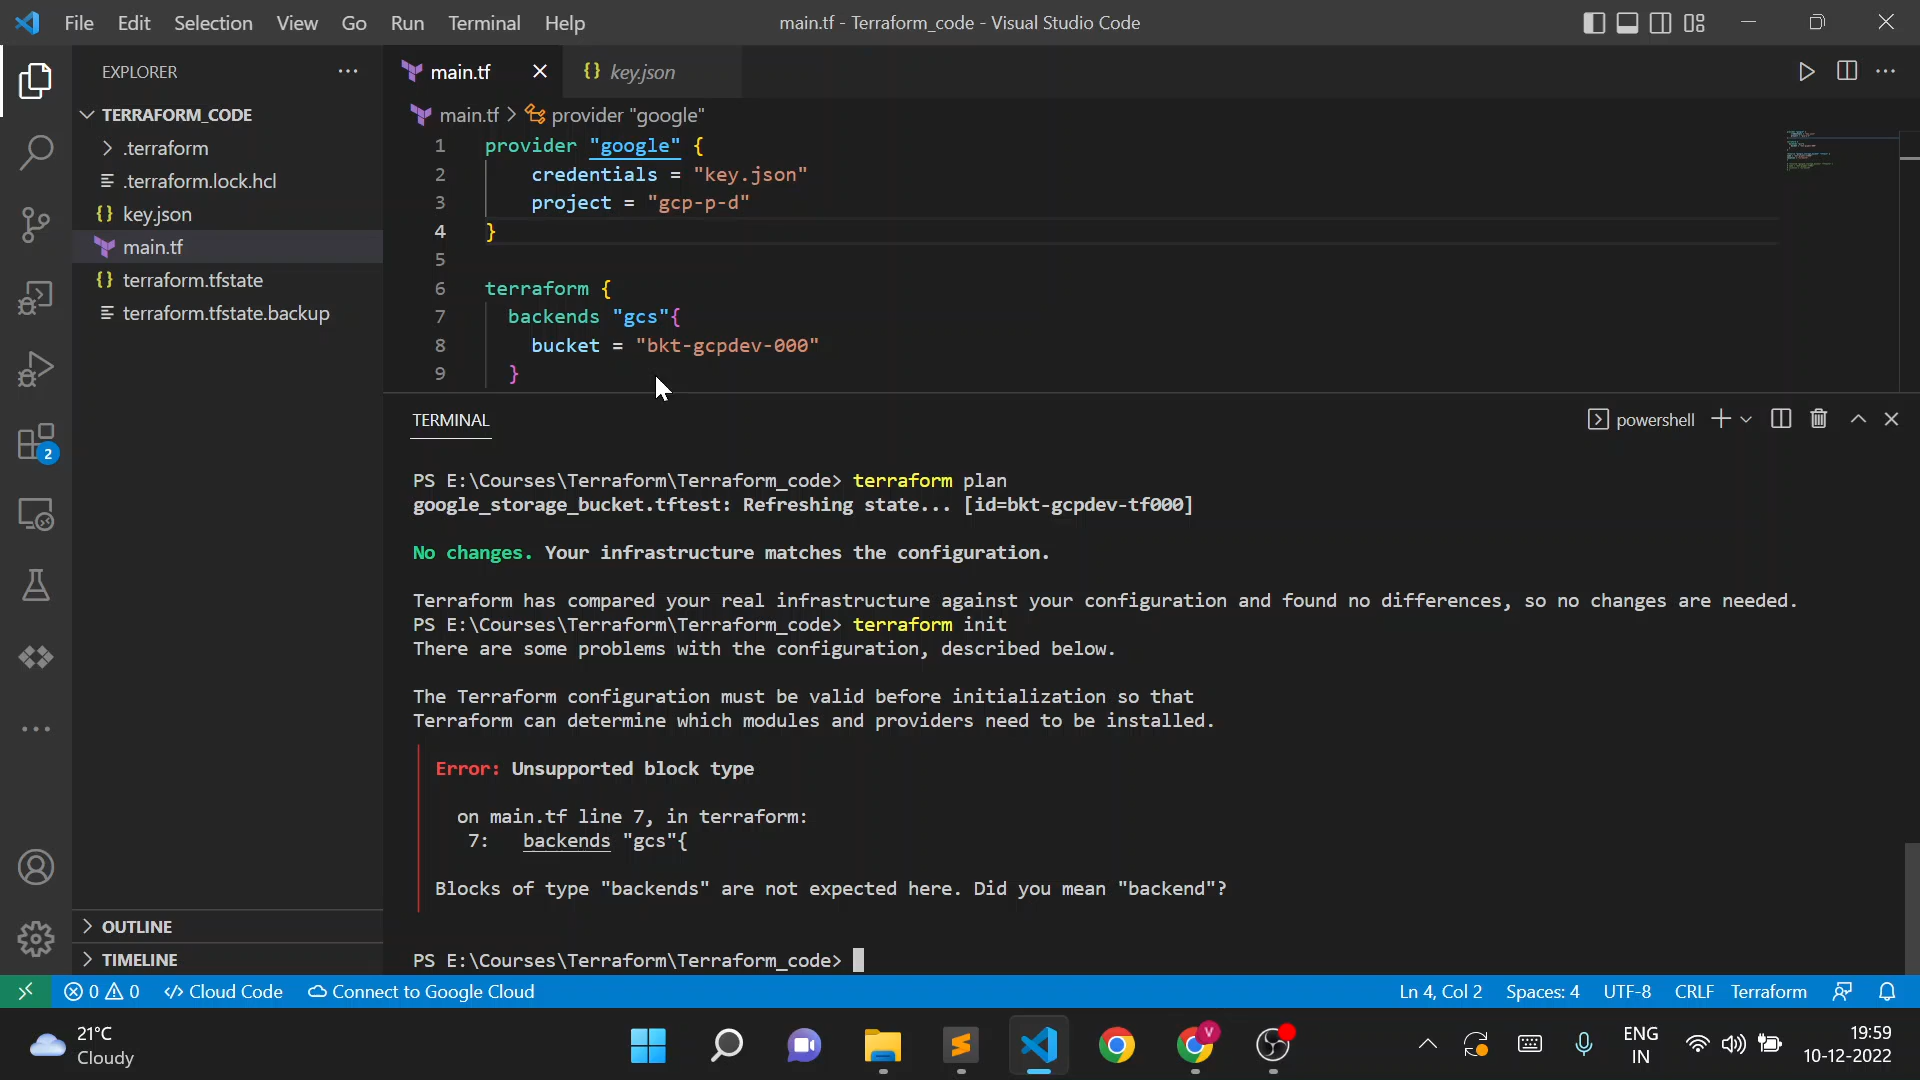 File Edit Selection View Go Run Terminal Help
main.tf - Terraform_code - Visual Studio Code
EXPLORER
TERRAFORM_CODE
.terraform
.terraform.lock.hcl
key.json
main.tf
terraform.tfstate
terraform.tfstate.backup
OUTLINE
TIMELINE
2
main.tf
key.json
main.tf > provider "google"
1 provider "google" {
2 credentials = "key.json"
3 project = "gcp-p-d"
4 }
5
6 terraform {
7 backends "gcs"{
8 bucket = "bkt-gcpdev-000"
9 }
TERMINAL
powershell
PS E:\Courses\Terraform\Terraform_code> terraform plan
google_storage_bucket.tftest: Refreshing state... [id=bkt-gcpdev-tf000]
No changes. Your infrastructure matches the configuration.
Terraform has compared your real infrastructure against your configuration and found no differences, so no changes are needed.
PS E:\Courses\Terraform\Terraform_code> terraform init
There are some problems with the configuration, described below.
The Terraform configuration must be valid before initialization so that
Terraform can determine which modules and providers need to be installed.
Error: Unsupported block type
on main.tf line 7, in terraform:
7: backends "gcs"{
Blocks of type "backends" are not expected here. Did you mean "backend"?
PS E:\Courses\Terraform\Terraform_code>
0 0 Cloud Code Connect to Google Cloud
Ln 4, Col 2 Spaces: 4 UTF-8 CRLF Terraform
21°C
Cloudy
V
ENG
IN
19:59
10-12-2022